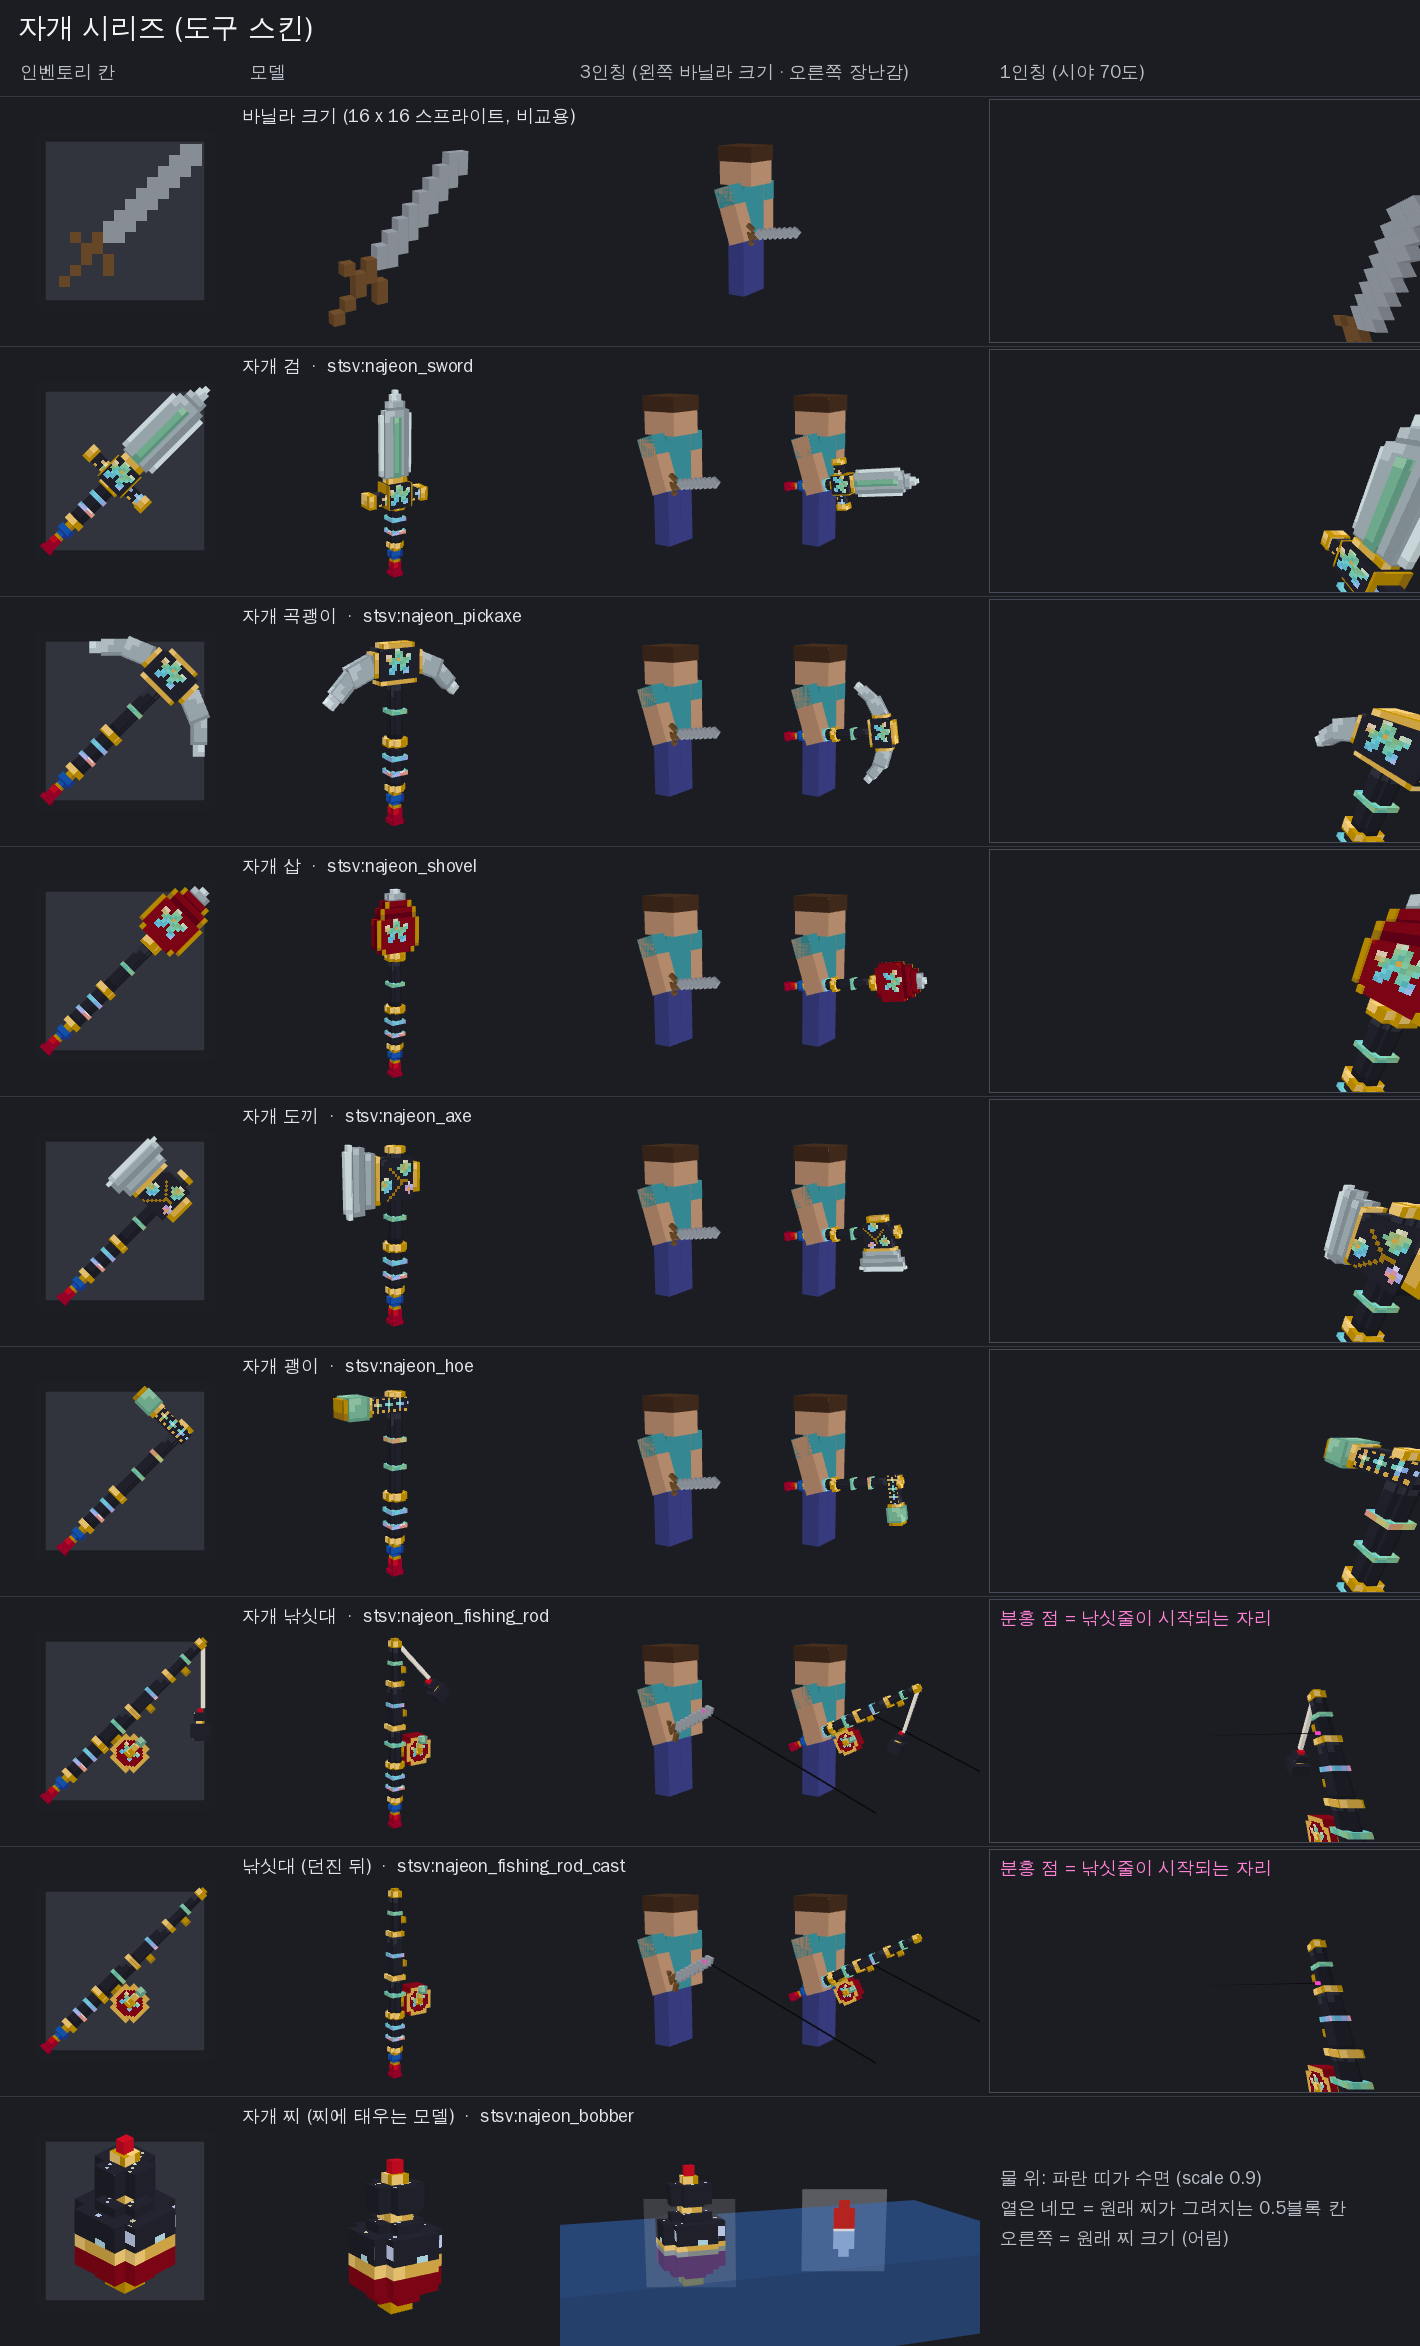 자개 시리즈 (도구 스킨)
인벤토리 칸
모델
3인칭 (왼쪽 바닐라 크기 · 오른쪽 장난감)
1인칭 (시야 70도)
바닐라 크기 (16 x 16 스프라이트, 비교용)
자개 검 · stsv:najeon_sword
자개 곡괭이 · stsv:najeon_pickaxe
자개 삽 · stsv:najeon_shovel
자개 도끼 · stsv:najeon_axe
자개 괭이 · stsv:najeon_hoe
자개 낚싯대 · stsv:najeon_fishing_rod
분홍 점 = 낚싯줄이 시작되는 자리
낚싯대 (던진 뒤) · stsv:najeon_fishing_rod_cast
분홍 점 = 낚싯줄이 시작되는 자리
자개 찌 (찌에 태우는 모델) · stsv:najeon_bobber
물 위: 파란 띠가 수면 (scale 0.9)
옅은 네모 = 원래 찌가 그려지는 0.5블록 칸
오른쪽 = 원래 찌 크기 (어림)